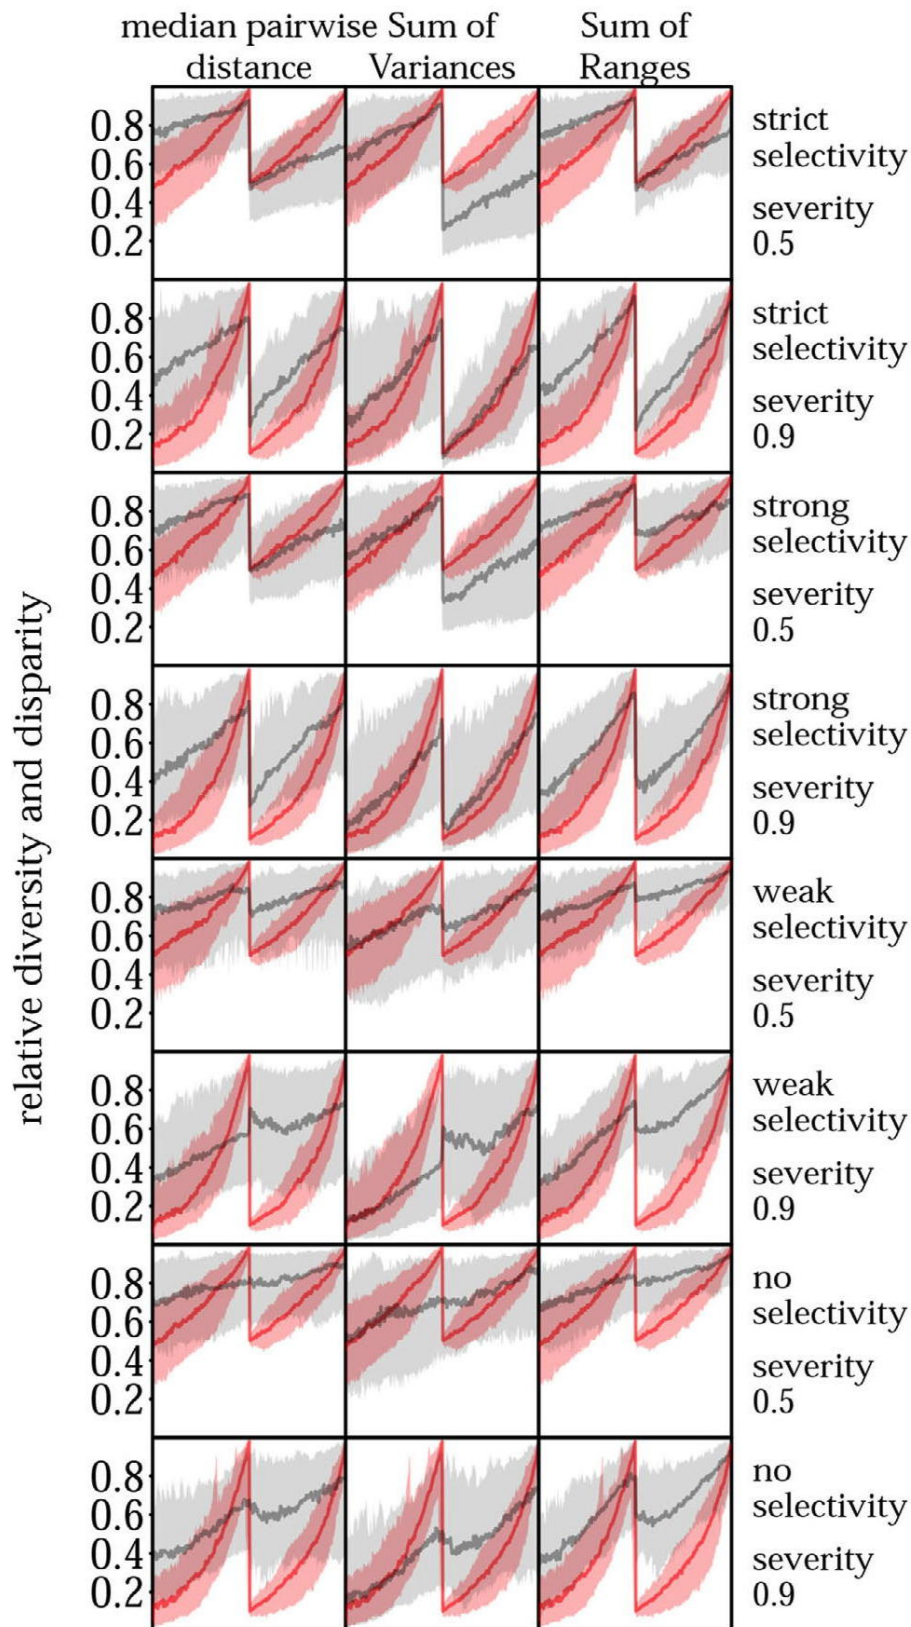 median pairwise Sum of Sum of
distance Variances Ranges
relative diversity and disparity
0.8
0.6
0.4
0.2
strict
selectivity
severity
0.5
0.8
0.6
0.4
0.2
strict
selectivity
severity
0.9
0.8
0.6
0.4
0.2
strong
selectivity
severity
0.5
0.8
0.6
0.4
0.2
strong
selectivity
severity
0.9
0.8
0.6
0.4
0.2
weak
selectivity
severity
0.5
0.8
0.6
0.4
0.2
weak
selectivity
severity
0.9
0.8
0.6
0.4
0.2
no
selectivity
severity
0.5
0.8
0.6
0.4
0.2
no
selectivity
severity
0.9